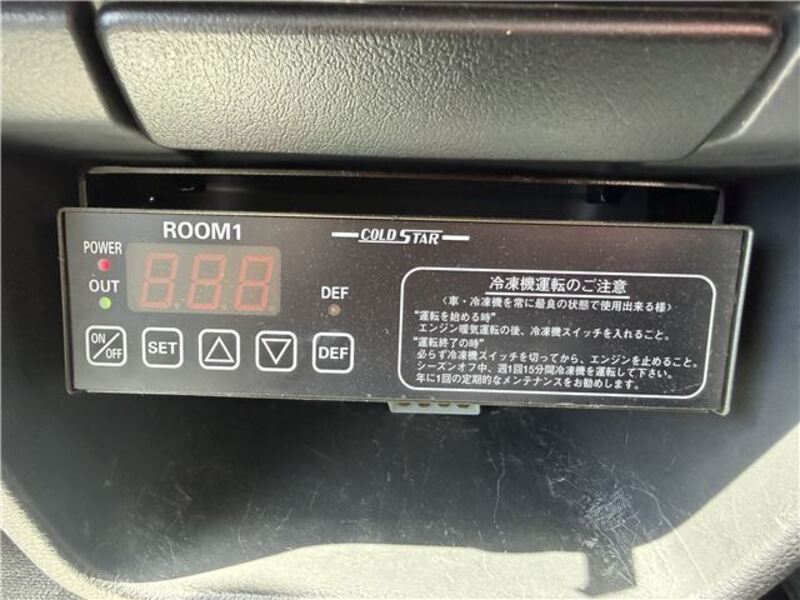 ROOM1
COLD STAR
POWER
8.8.8
OUT
DEF
ON/OFF
SET
DEF
冷凍機運転のご注意
〈車・冷凍機を常に最良の状態で使用出来る様〉
"運転を始める時"
エンジン暖気運転の後、冷凍機スイッチを入れること。
"運転終了の時"
必らず冷凍機スイッチを切ってから、エンジンを止めること。
シーズンオフ中、週1回15分間冷凍機を運転して下さい。
年に1回の定期的なメンテナンスをお勧めします。